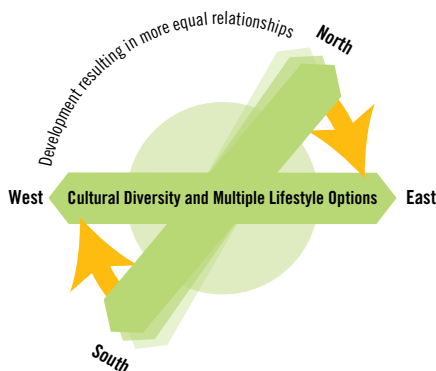 Development resulting in more equal relationships
North
West
Cultural Diversity and Multiple Lifestyle Options
East
South